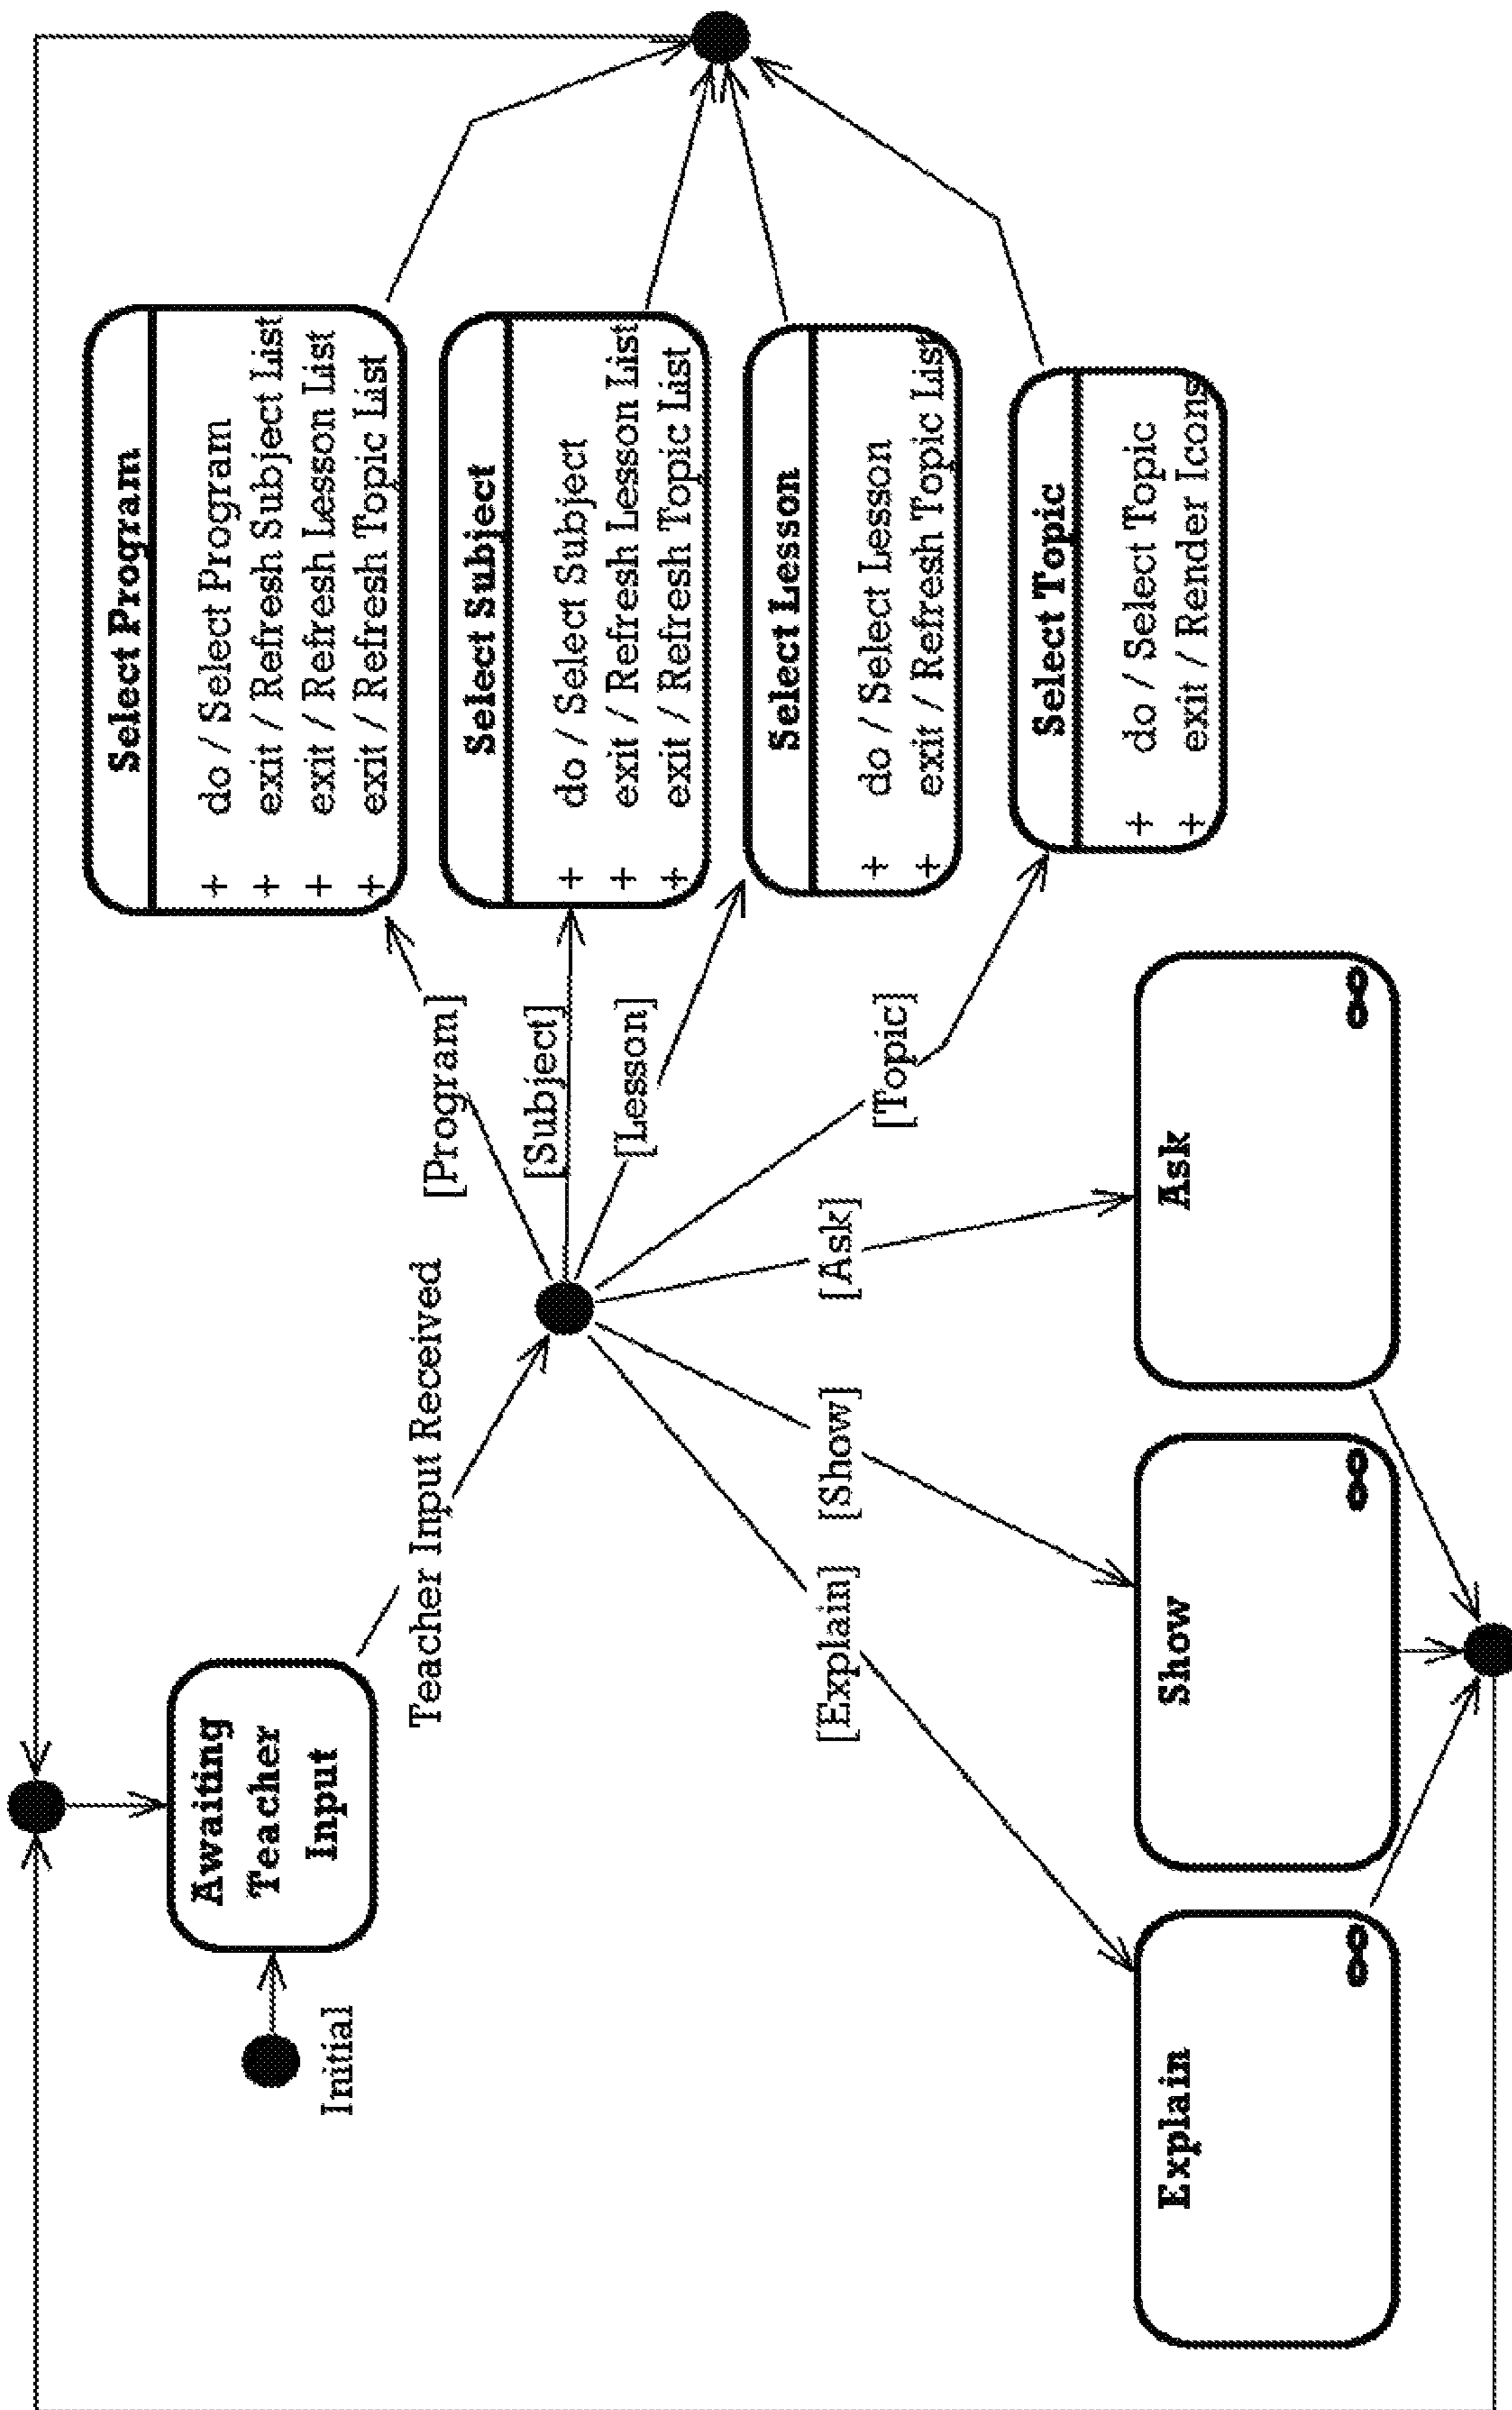 Initial
Awaiting
Teacher
Input
Teacher Input Received
[Program]
[Subject]
[Lesson]
[Topic]
[Ask]
[Show]
[Explain]
Select Program
+ do / Select Program
+ exit / Refresh Subject List
+ exit / Refresh Lesson List
+ exit / Refresh Topic List
Select Subject
+ do / Select Subject
+ exit / Refresh Lesson List
+ exit / Refresh Topic List
Select Lesson
+ do / Select Lesson
+ exit / Refresh Topic List
Select Topic
+ do / Select Topic
+ exit / Render Icons
Explain
Show
Ask